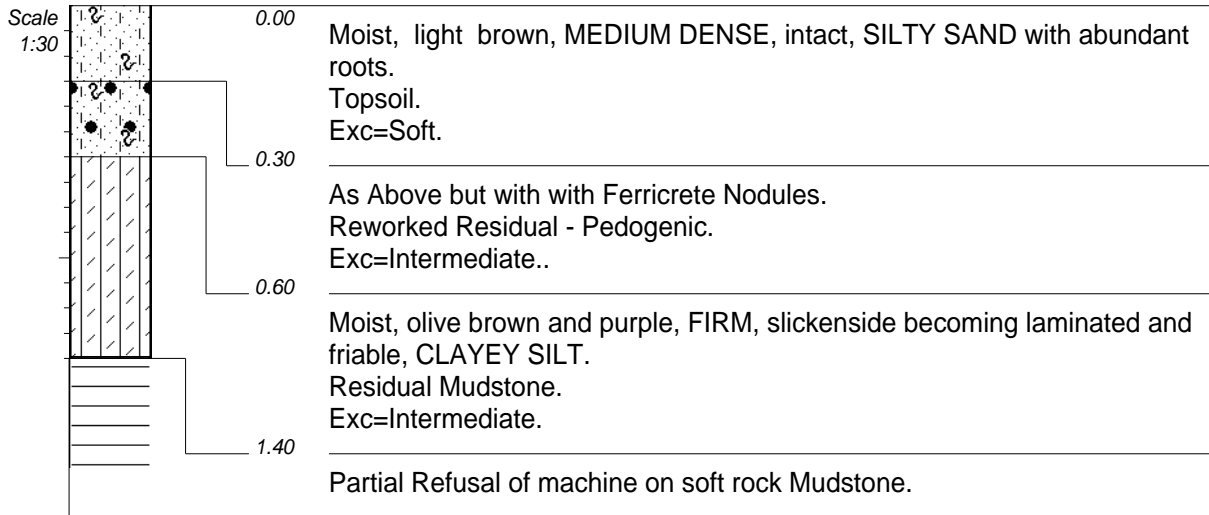 Scale
1:30
0.00
Moist, light brown, MEDIUM DENSE, intact, SILTY SAND with abundant
roots.
Topsoil.
Exc=Soft.
0.30
As Above but with with Ferricrete Nodules.
Reworked Residual - Pedogenic.
Exc=Intermediate..
0.60
Moist, olive brown and purple, FIRM, slickenside becoming laminated and
friable, CLAYEY SILT.
Residual Mudstone.
Exc=Intermediate.
1.40
Partial Refusal of machine on soft rock Mudstone.